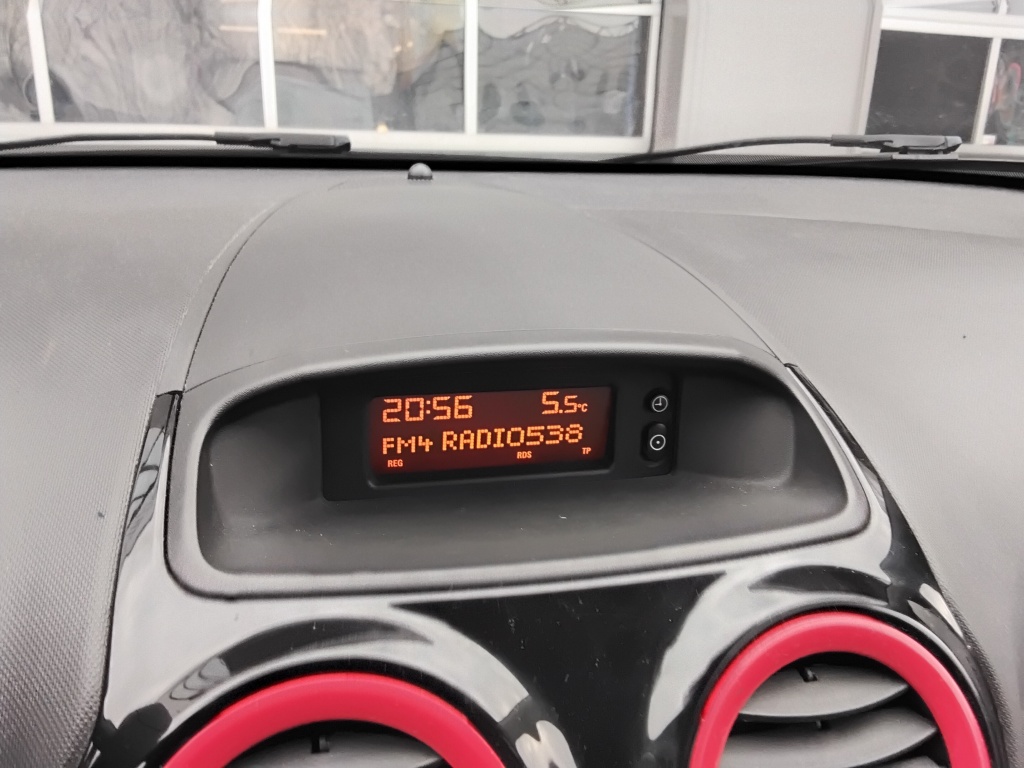 20:56 5.5°C
FM4 RADIO538
REG RDS TP